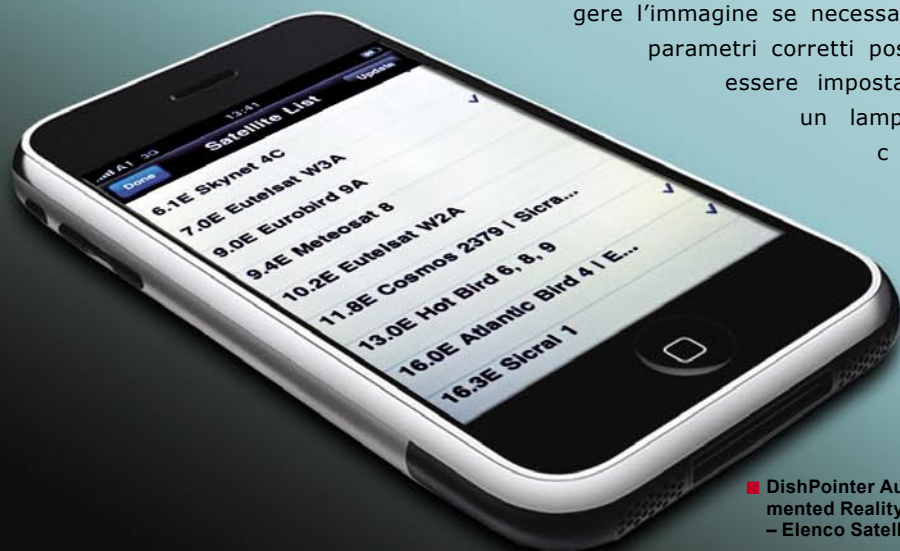 gere l’immagine se necessa
parametri corretti pos
essere imposta
un lamp
c
A1 3G 13:41
Done Satellite List Update
6.1E Skynet 4C
7.0E Eutelsat W3A
9.0E Eurobird 9A
9.4E Meteosat 8
10.2E Eutelsat W2A
11.8E Cosmos 2379 | Sicra...
13.0E Hot Bird 6, 8, 9
16.0E Atlantic Bird 4 | E...
16.3E Sicral 1
DishPointer Au
mented Reality
– Elenco Satell